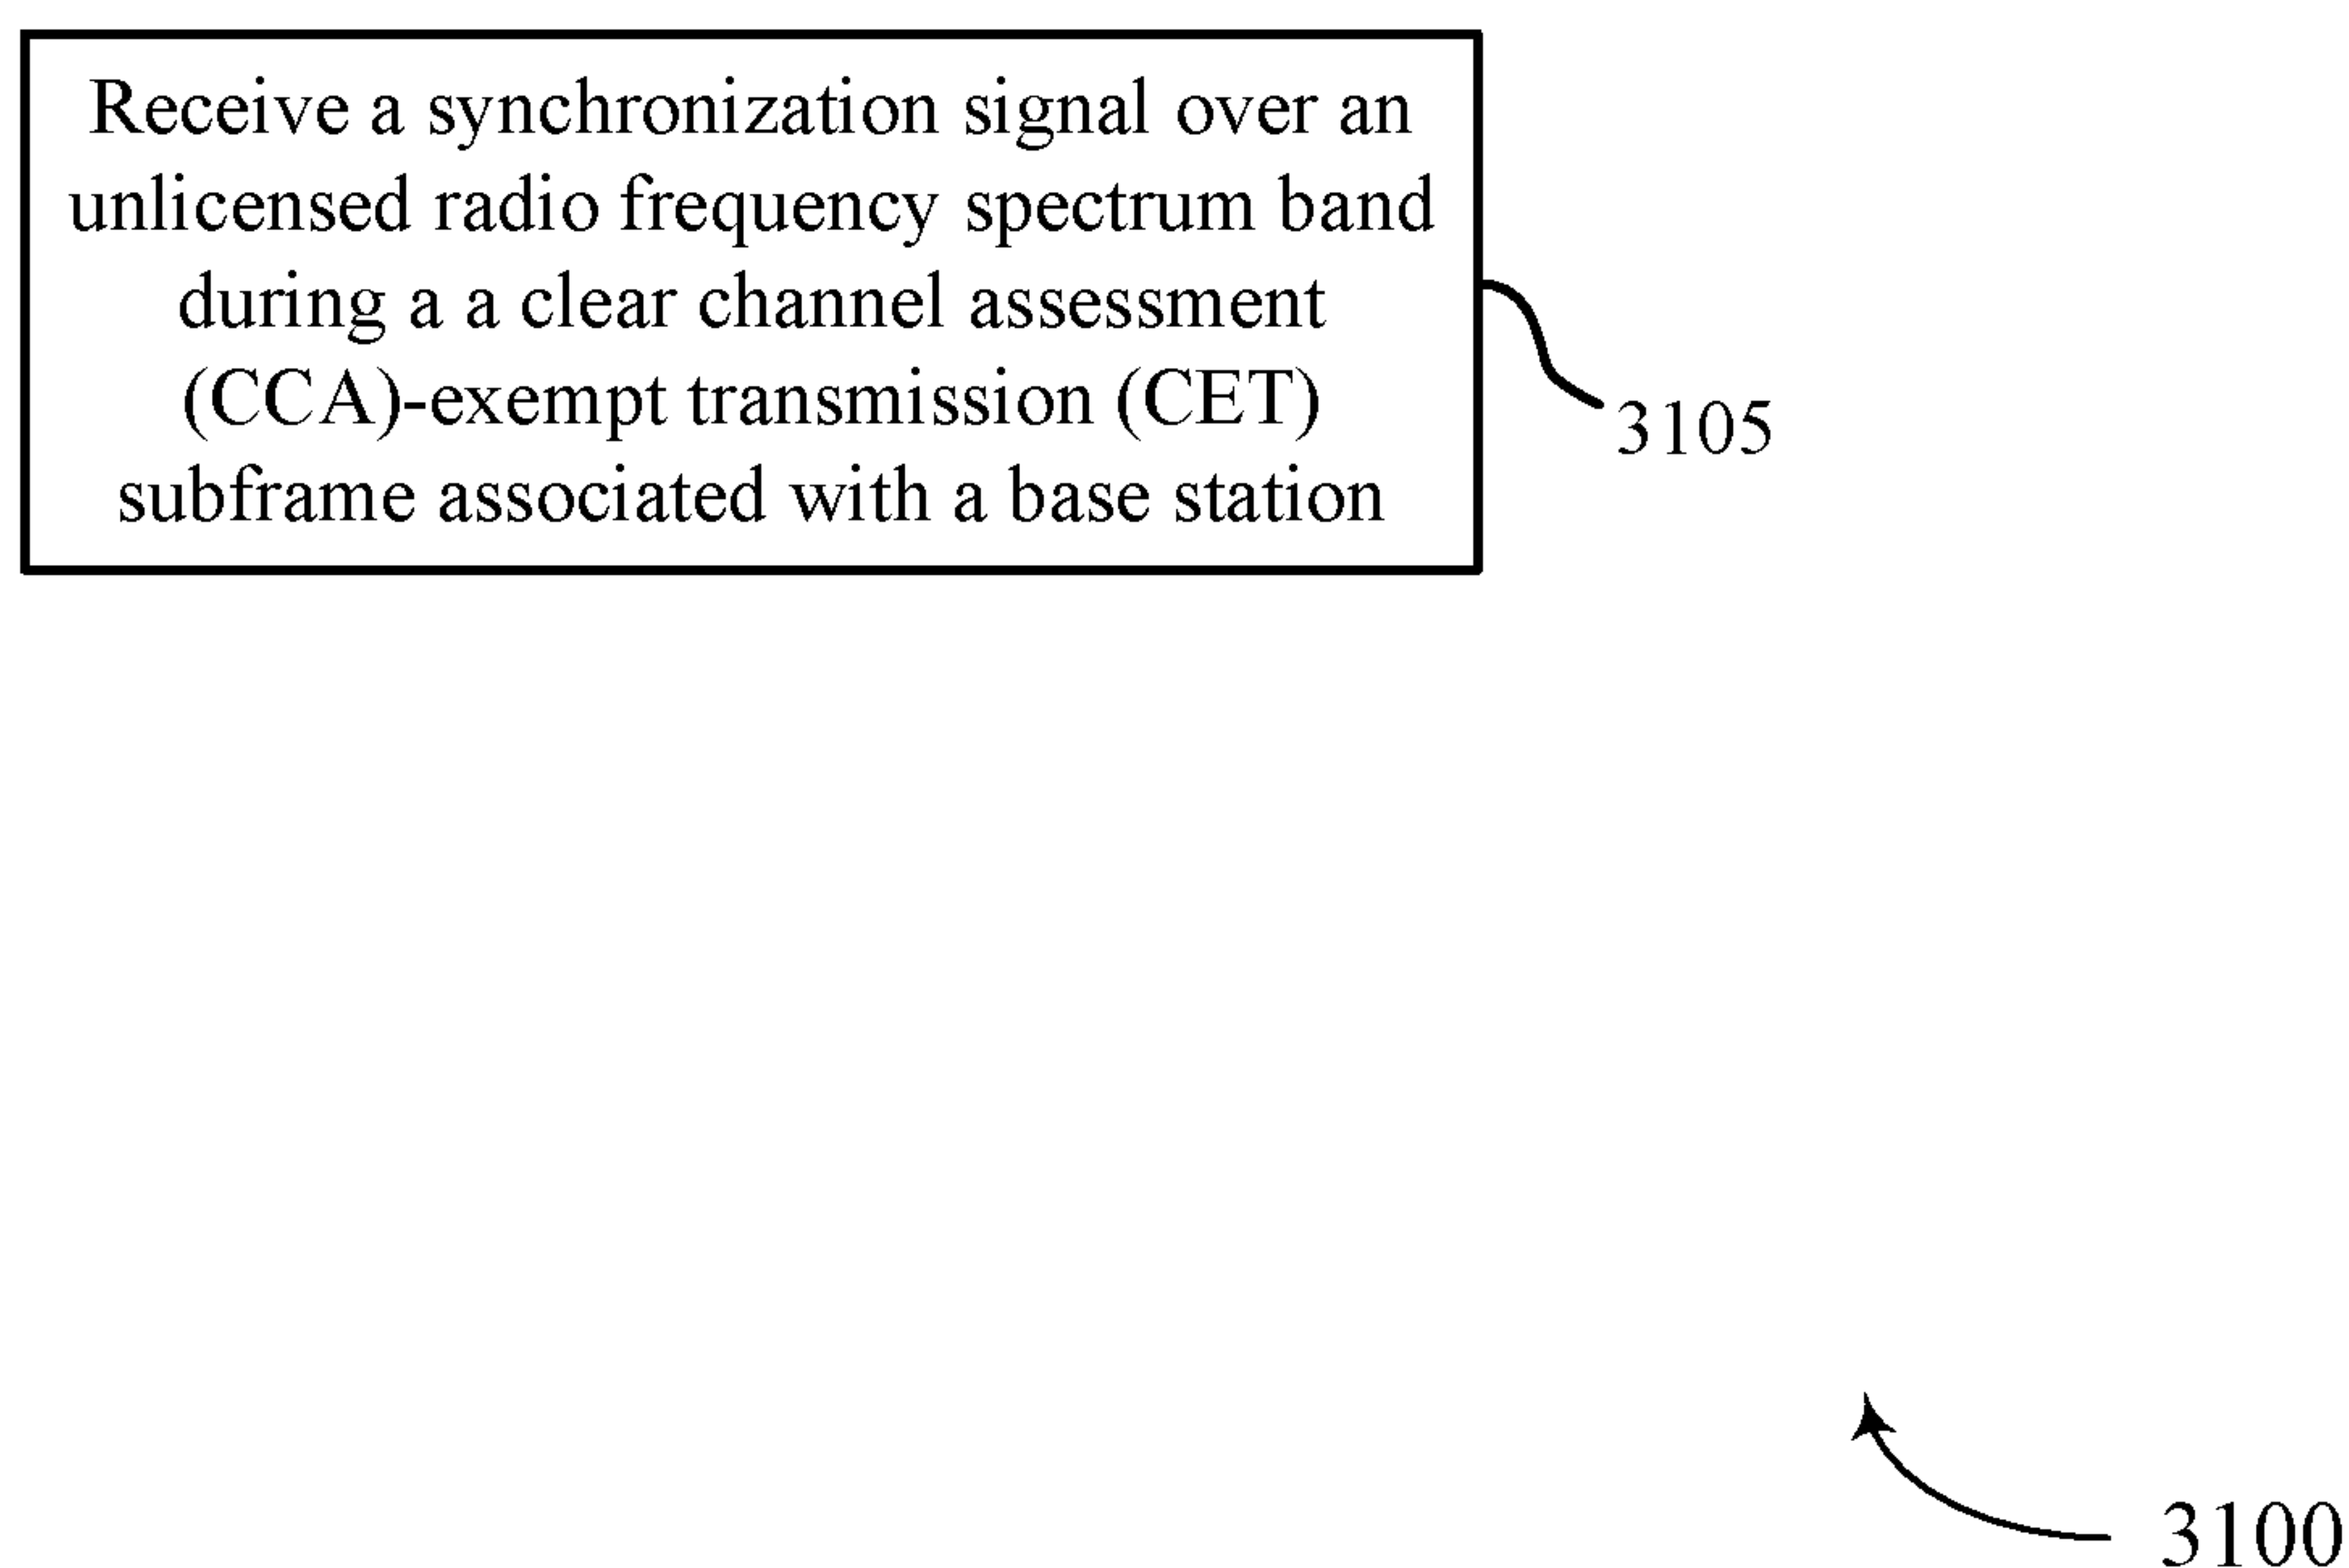 Receive a synchronization signal over an
unlicensed radio frequency spectrum band
during a a clear channel assessment
(CCA)-exempt transmission (CET)
subframe associated with a base station
3105
3100